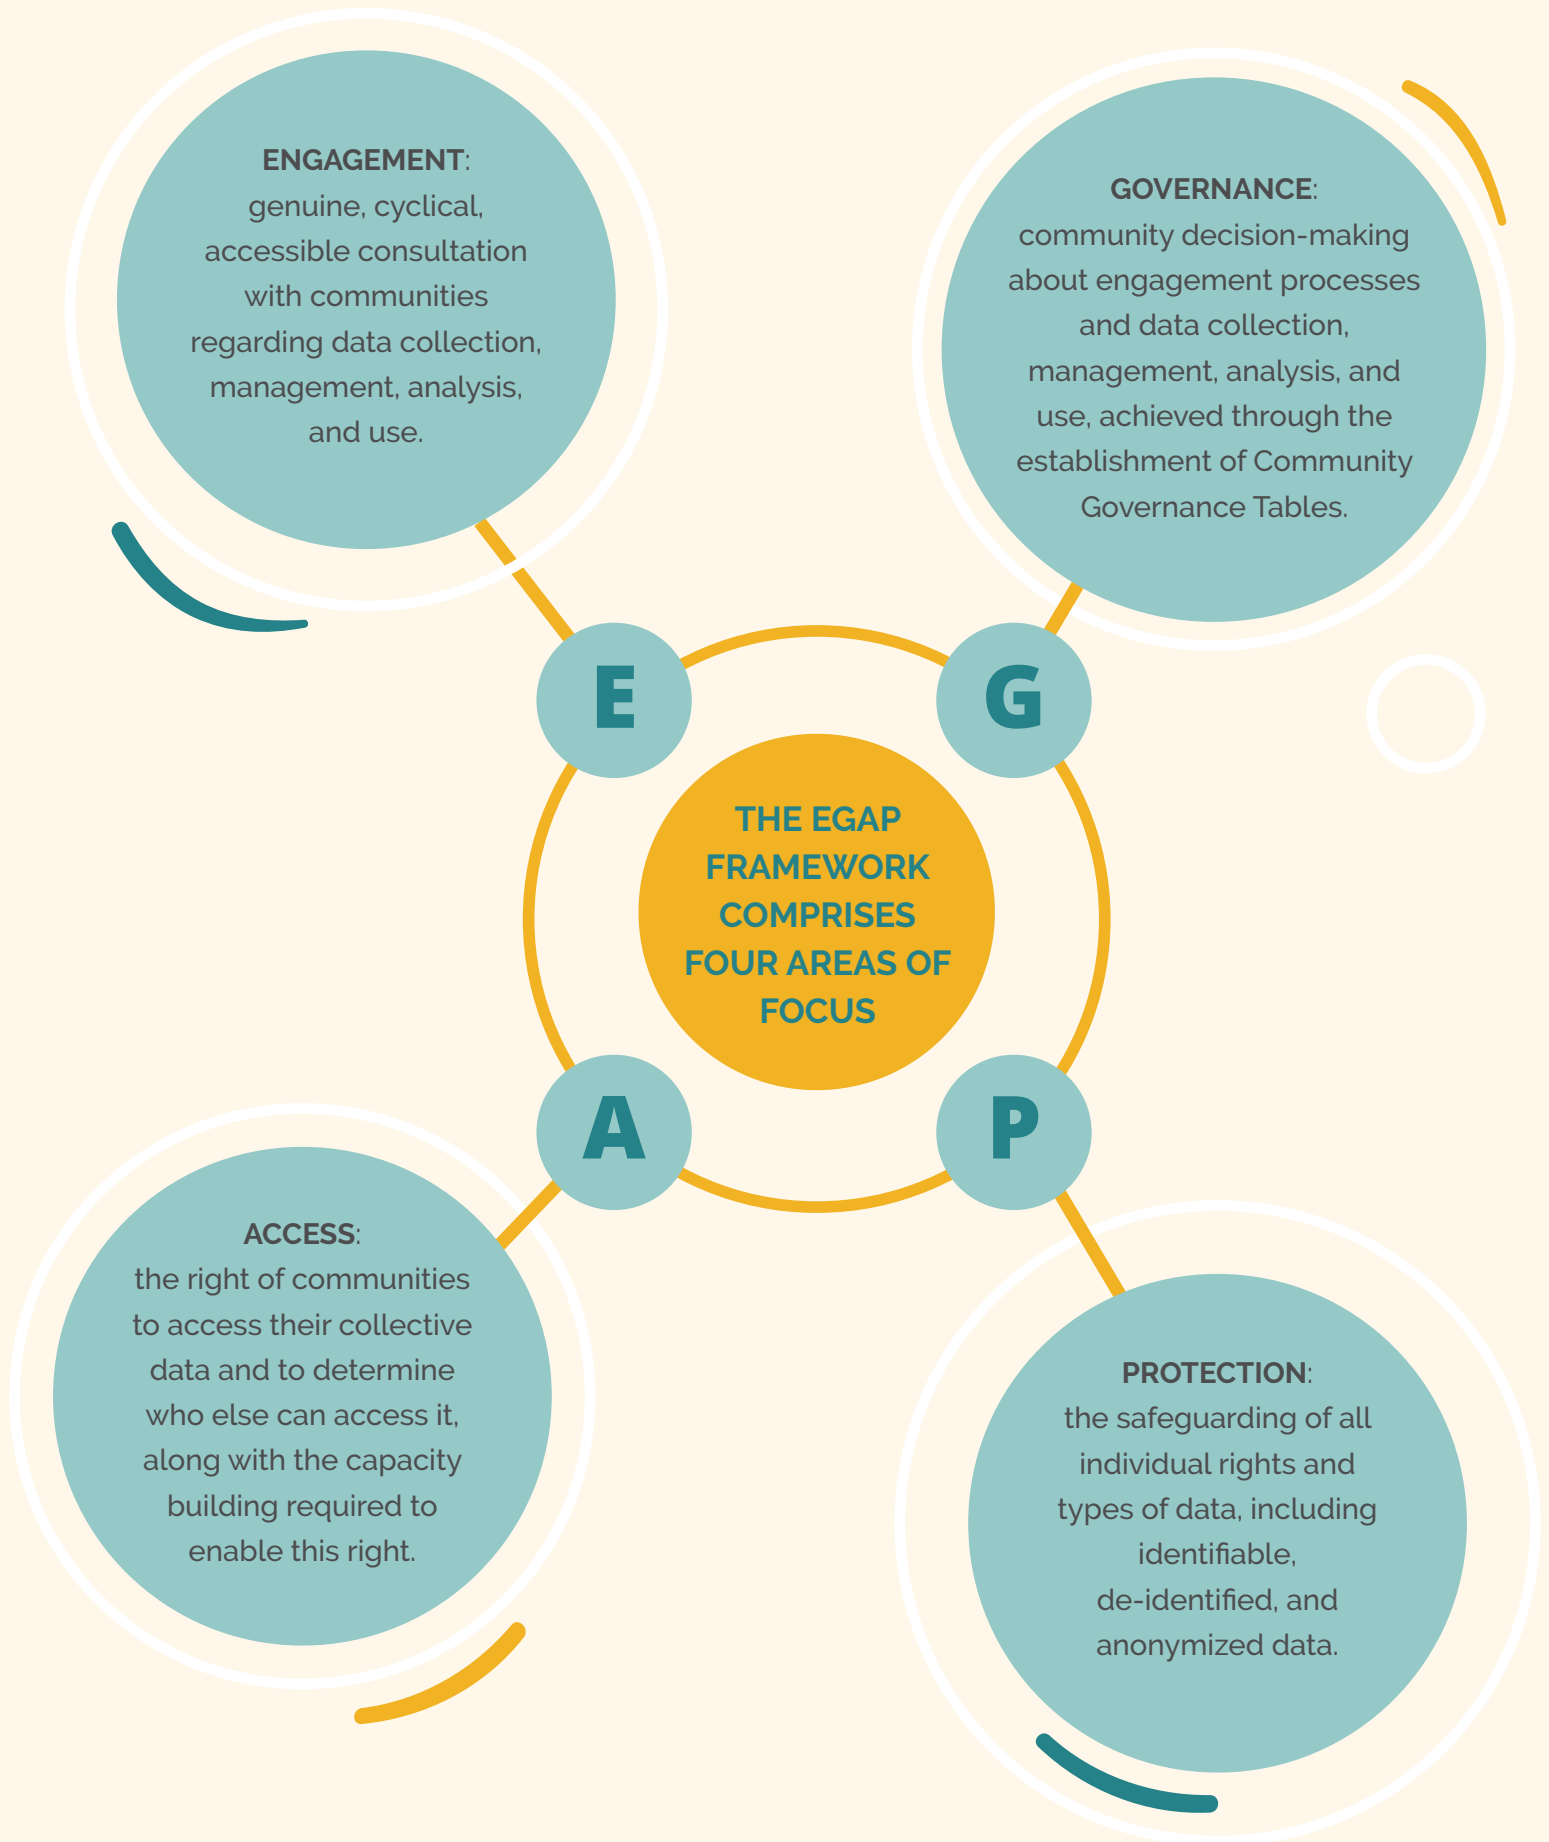 ENGAGEMENT:
genuine, cyclical,
accessible consultation
with communities
regarding data collection,
management, analysis,
and use.
GOVERNANCE:
community decision-making
about engagement processes
and data collection,
management, analysis, and
use, achieved through the
establishment of Community
Governance Tables.
E
G
THE EGAP
FRAMEWORK
COMPRISES
FOUR AREAS OF
FOCUS
A
P
ACCESS:
the right of communities
to access their collective
data and to determine
who else can access it,
along with the capacity
building required to
enable this right.
PROTECTION:
the safeguarding of all
individual rights and
types of data, including
identifiable,
de-identified, and
anonymized data.